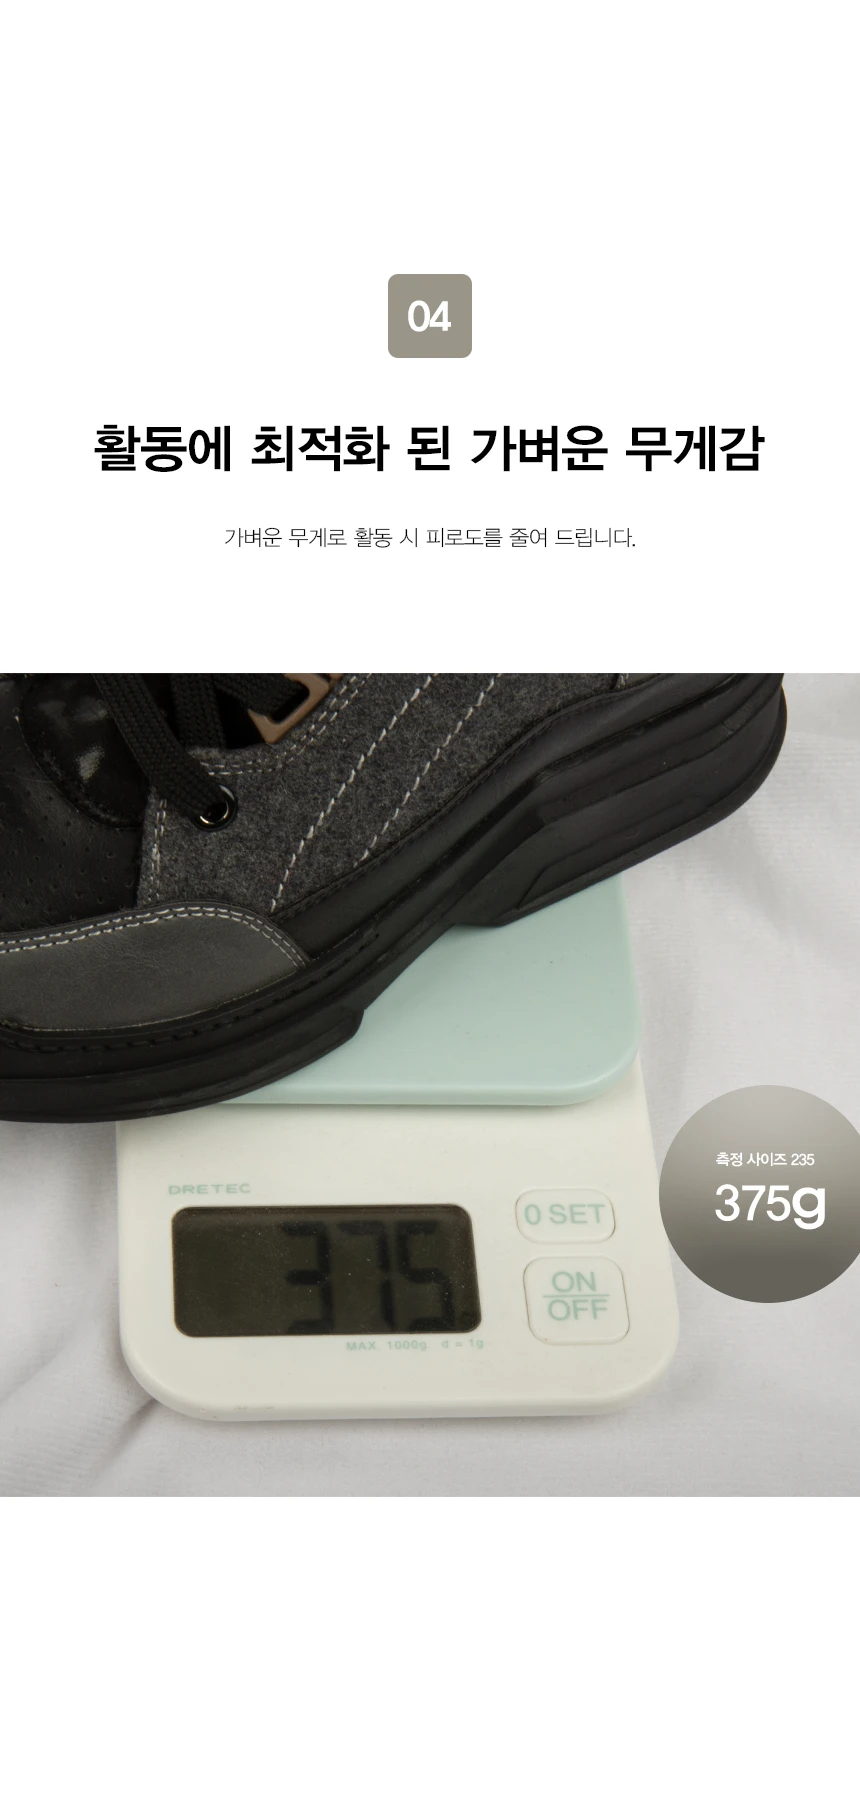 04
활동에 최적화 된 가벼운 무게감
가벼운 무게로 활동 시 피로도를 줄여 드립니다.
측정 사이즈 235
375g
DRETEC
0 SET
375
ON
OFF
MAX. 1000g d = 1g